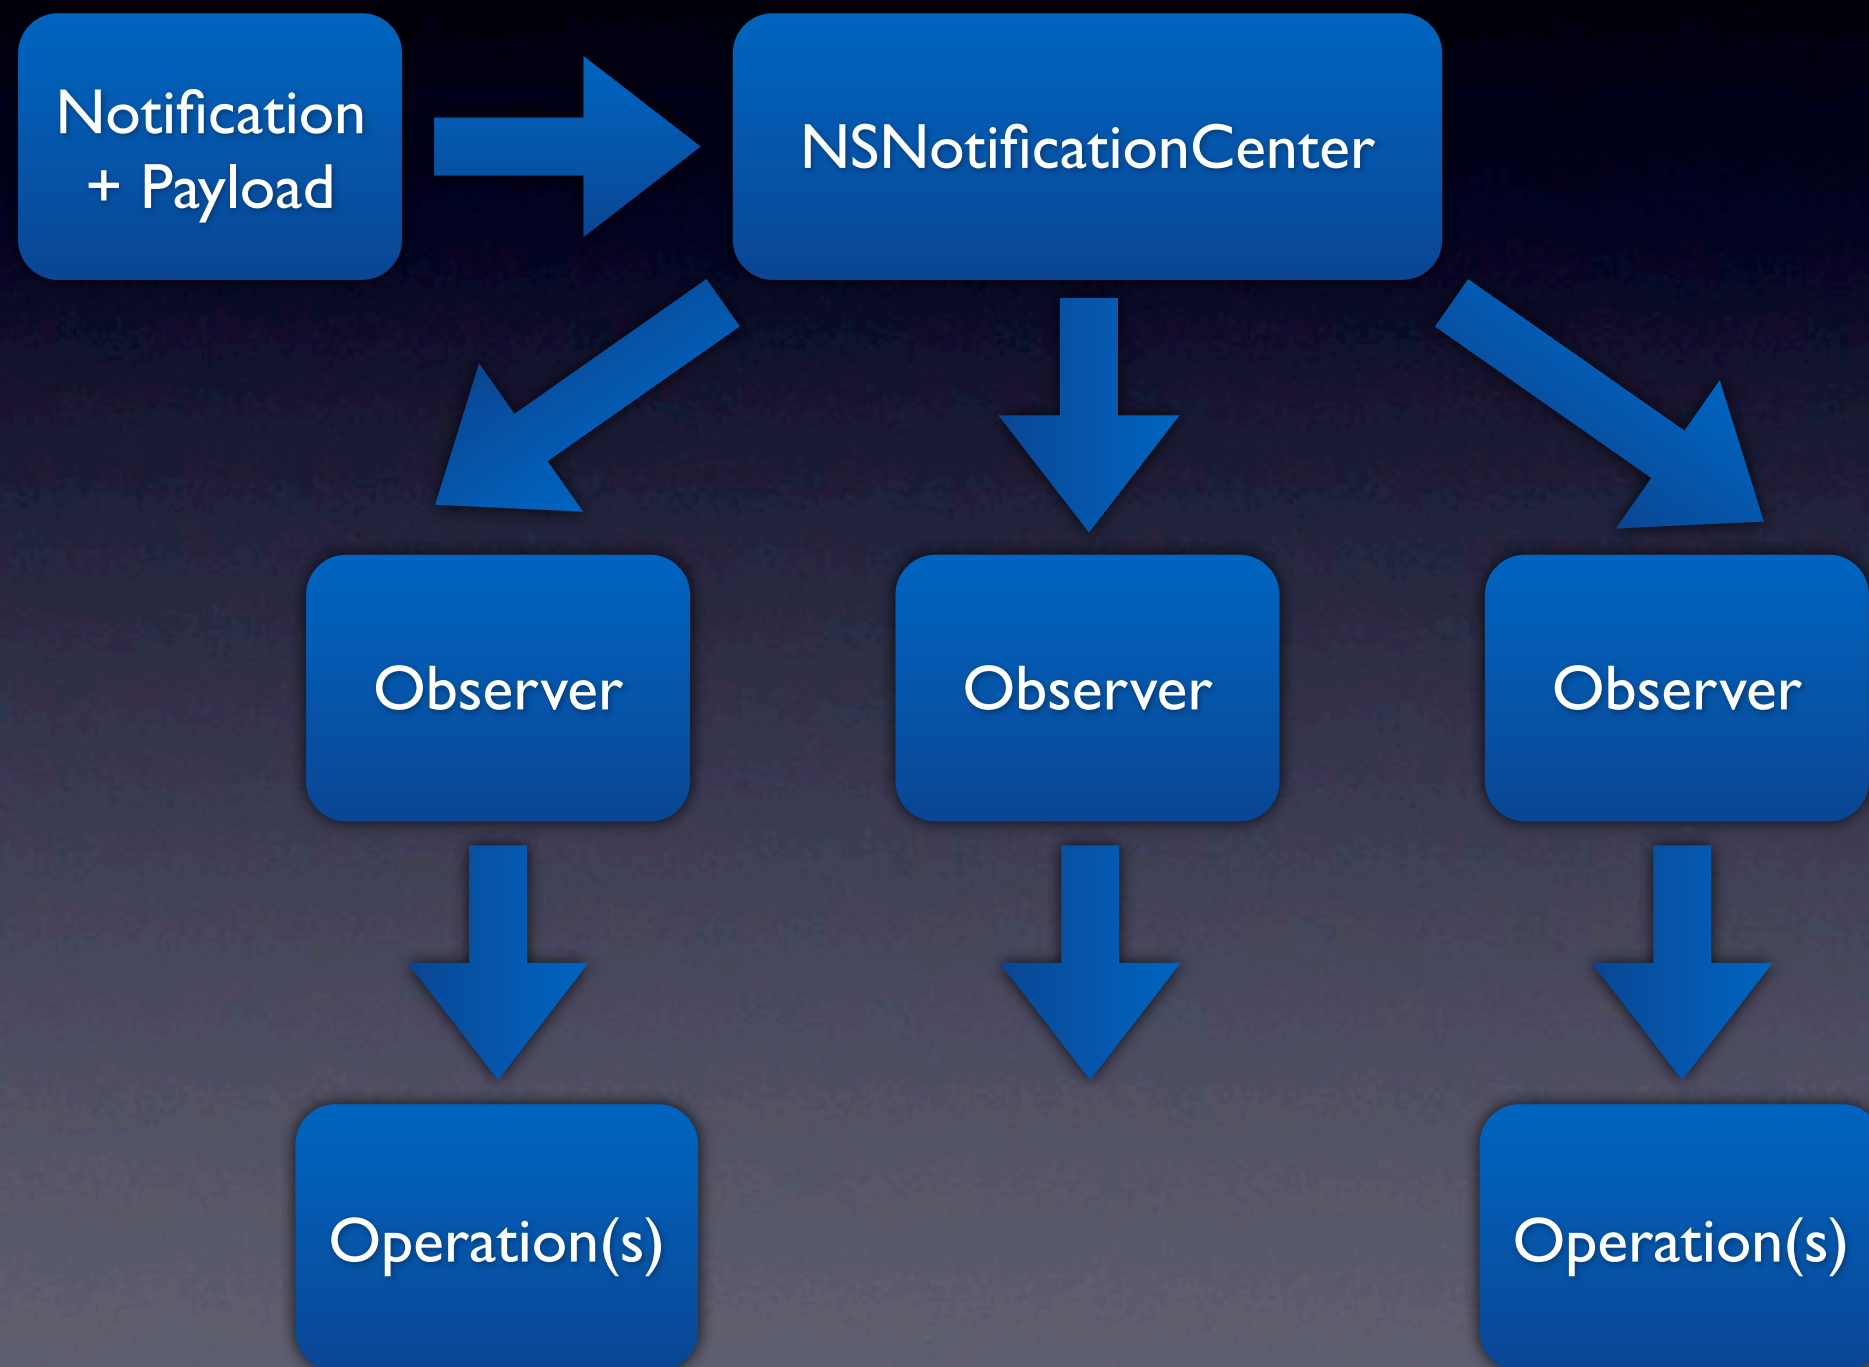 Notification
+ Payload
NSNotificationCenter
Observer
Observer
Observer
Operation(s)
Operation(s)